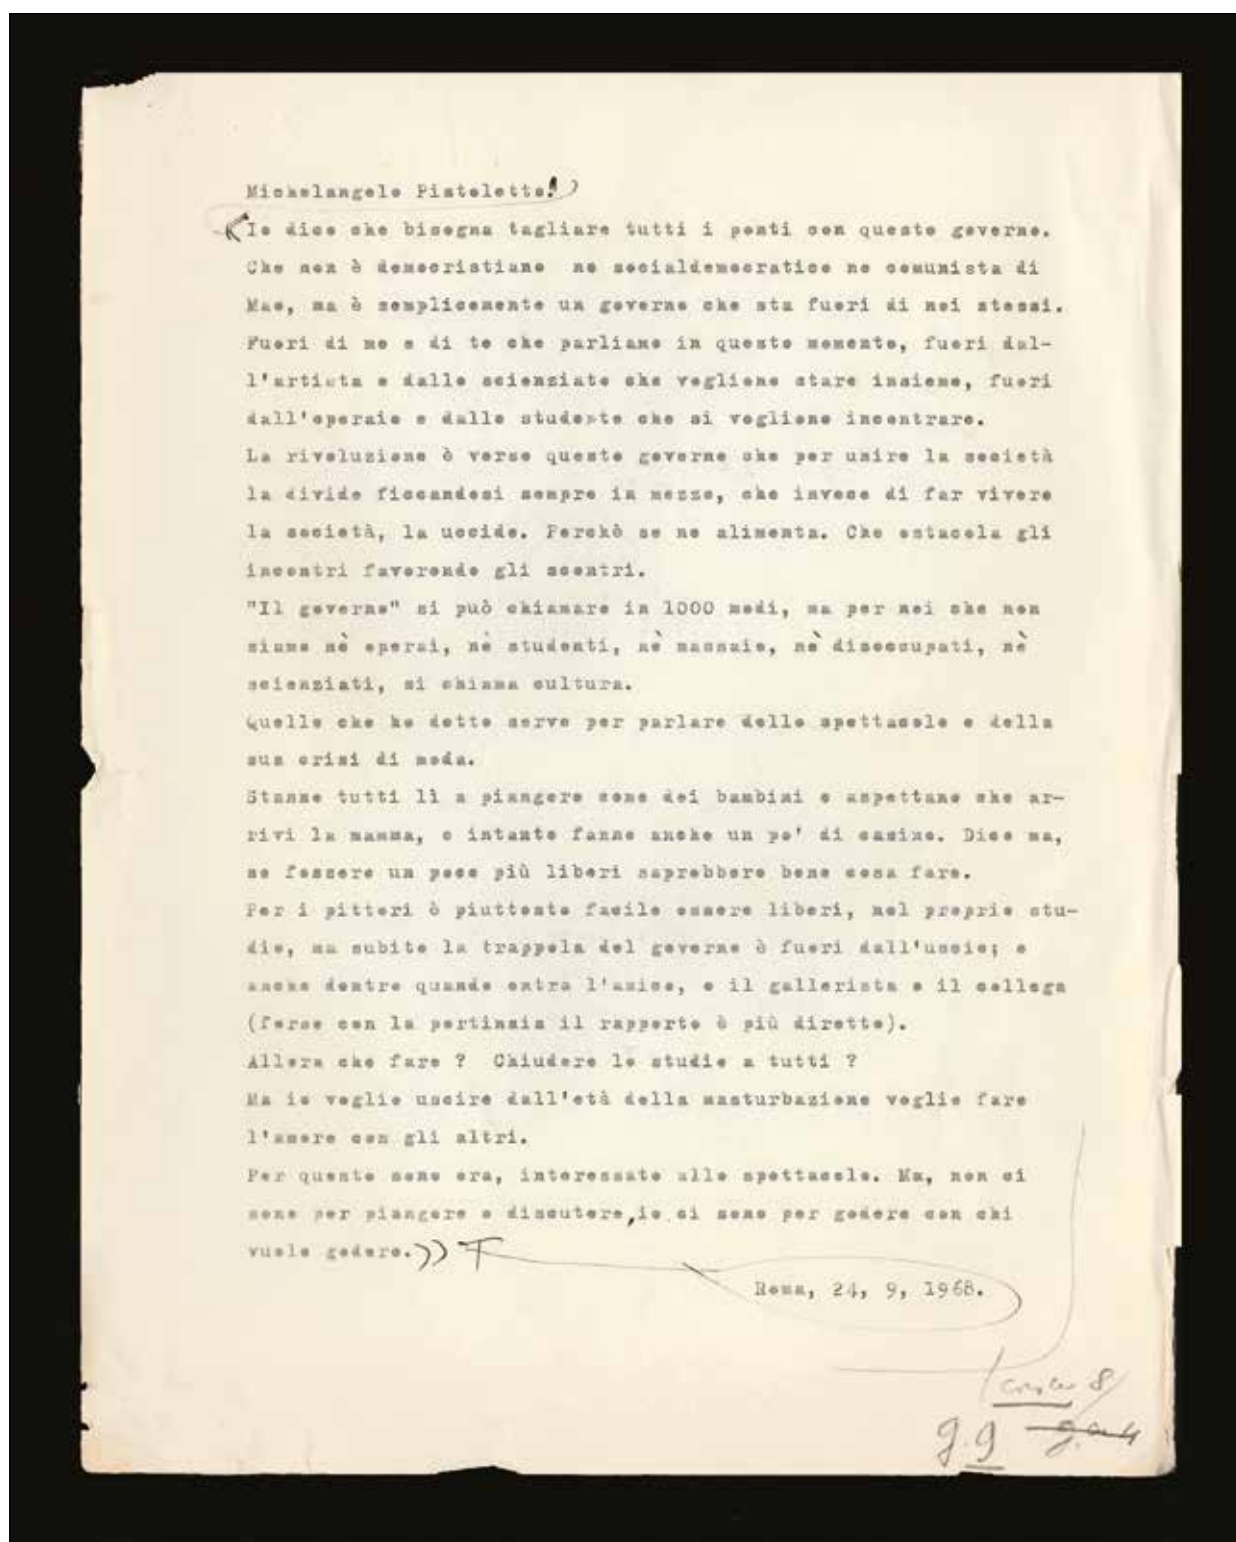 Michelangelo Pistoletto!
«Io dico che bisogna tagliare tutti i ponti con questo governo.
Che non è democristiano ne socialdemocratico ne comunista di
Mao, ma è semplicemente un governo che sta fuori di noi stessi.
Fuori di me e di te che parliamo in questo momento, fuori dal-
l'artista e dallo scienziato che vogliono stare insieme, fuori
dall'operaio e dallo studente che si vogliono incontrare.
La rivoluzione è verso questo governo che per unire la società
la divide ficcandosi sempre in mezzo, che invece di far vivere
la società, la uccide. Perchè se ne alimenta. Che ostacola gli
incontri favorendo gli scontri.
"Il governo" si può chiamare in 1000 modi, ma per noi che non
siamo nè operai, nè studenti, nè massaie, nè disoccupati, nè
scienziati, si chiama cultura.
Quello che ho detto serve per parlare dello spettacolo e della
sua crisi di moda.
Stanno tutti lì a piangere come dei bambini e aspettano che ar-
rivi la mamma, e intanto fanno anche un po' di casino. Dico ma,
se fossero un poco più liberi saprebbero bene cosa fare.
Per i pittori è piuttosto facile essere liberi, nel proprio stu-
dio, ma subito la trappola del governo è fuori dall'uscio; e
anche dentro quando entra l'amico, e il gallerista e il collega
(forse con la portinaia il rapporto è più diretto).
Allora che fare ? Chiudere lo studio a tutti ?
Ma io voglio uscire dall'età della masturbazione voglio fare
l'amore con gli altri.
Per questo sono ora, interessato allo spettacolo. Ma, non ci
sono per piangere e discutere, io ci sono per godere con chi
vuole godere.»
Roma, 24, 9, 1968.
corsivo 8
g.9